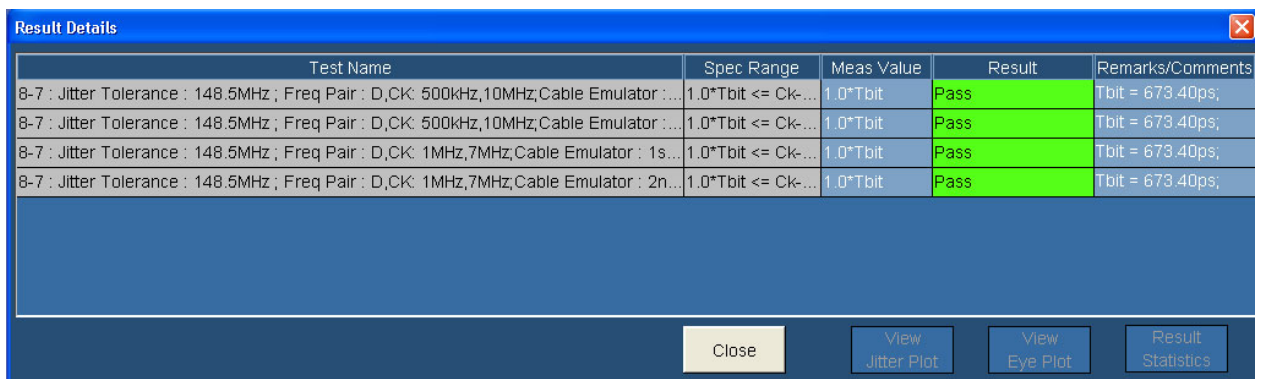 Result Details
Test Name Spec Range Meas Value Result Remarks/Comments
8-7 : Jitter Tolerance : 148.5MHz ; Freq Pair : D,CK: 500kHz,10MHz;Cable Emulator :... 1.0*Tbit <= Ck-... 1.0*Tbit Pass Tbit = 673.40ps;
8-7 : Jitter Tolerance : 148.5MHz ; Freq Pair : D,CK: 500kHz,10MHz;Cable Emulator :... 1.0*Tbit <= Ck-... 1.0*Tbit Pass Tbit = 673.40ps;
8-7 : Jitter Tolerance : 148.5MHz ; Freq Pair : D,CK: 1MHz,7MHz;Cable Emulator : 1s... 1.0*Tbit <= Ck-... 1.0*Tbit Pass Tbit = 673.40ps;
8-7 : Jitter Tolerance : 148.5MHz ; Freq Pair : D,CK: 1MHz,7MHz;Cable Emulator : 2n... 1.0*Tbit <= Ck-... 1.0*Tbit Pass Tbit = 673.40ps;
Close
View
Jitter Plot
View
Eye Plot
Result
Statistics